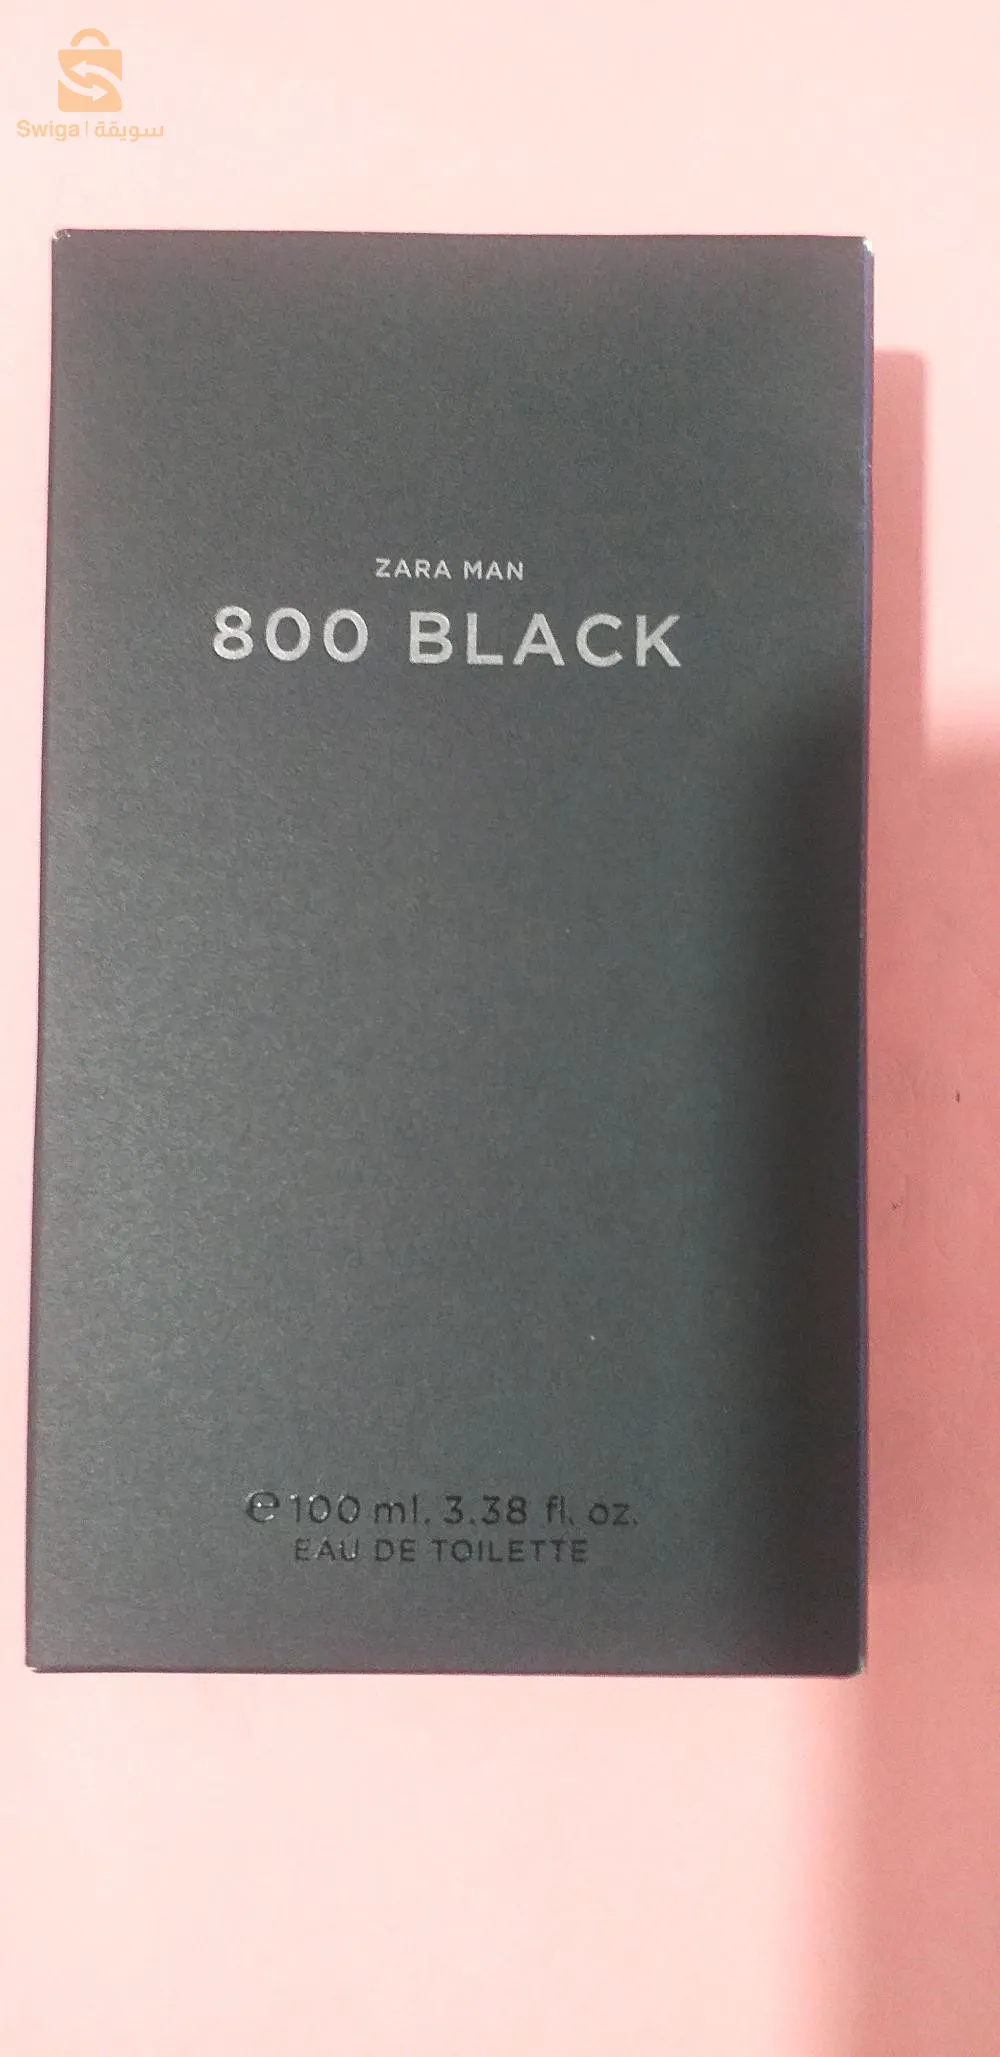 Swiga | سويقة
ZARA MAN
800 BLACK
℮ 100 ml. 3.38 fl. oz.
EAU DE TOILETTE